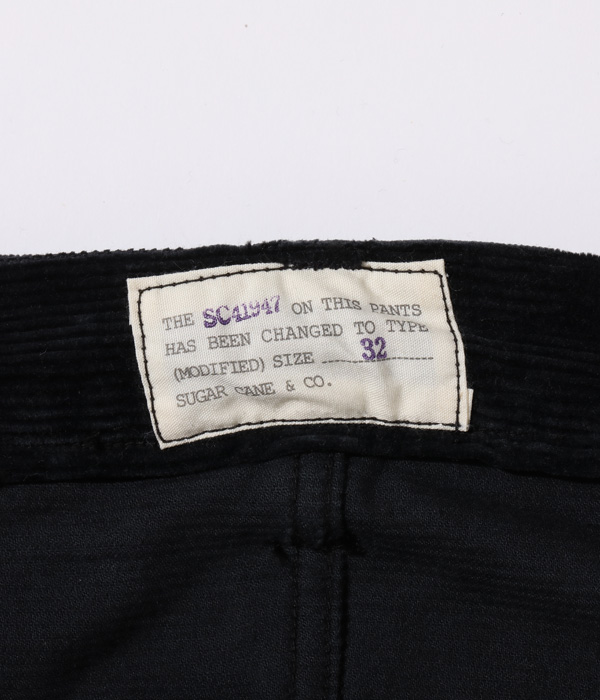 THE SC41947 ON THIS PANTS
HAS BEEN CHANGED TO TYPE
(MODIFIED) SIZE 32
SUGAR CANE & CO.